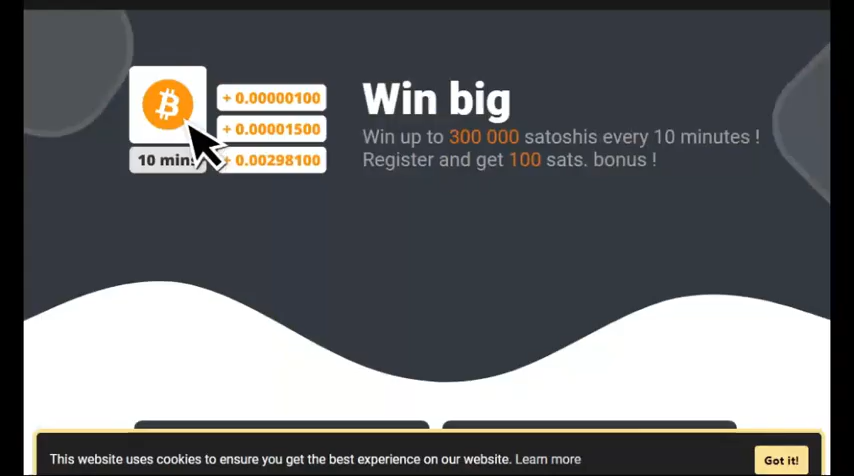 + 0.00000100
+ 0.00001500
10 mins
+ 0.00298100
Win big
Win up to 300 000 satoshis every 10 minutes !
Register and get 100 sats. bonus !
This website uses cookies to ensure you get the best experience on our website. Learn more
Got it!